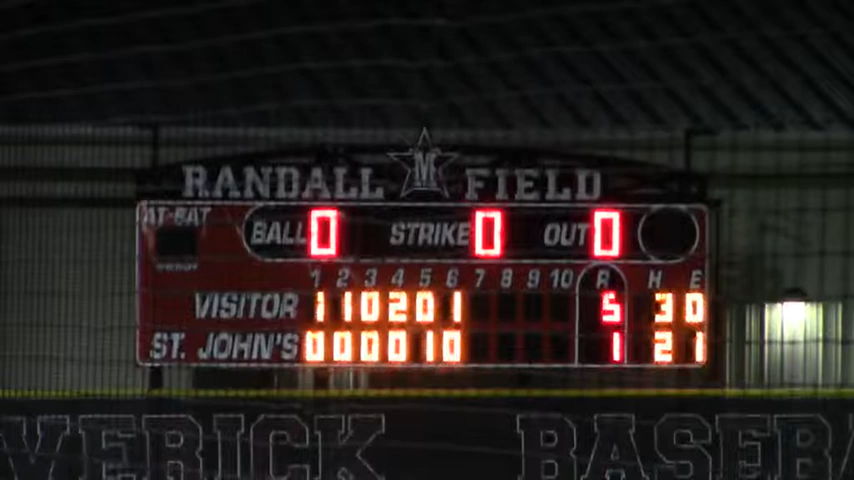 RANDALL M FIELD
AT-BAT
BALL 0 STRIKE 0 OUT 0
1 2 3 4 5 6 7 8 9 10 R H E
VISITOR 1 1 0 2 0 1 5 3 0
ST. JOHN'S 0 0 0 0 1 0 1 2 1
VERICK BASEBA